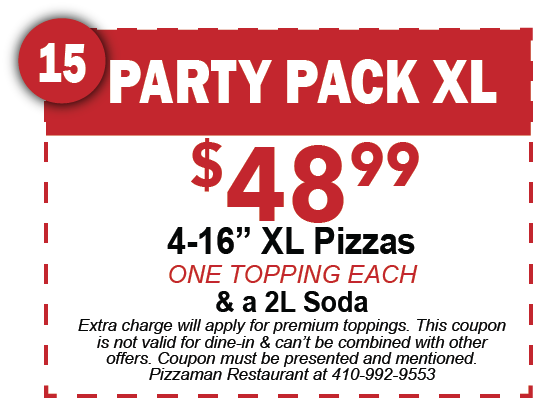 15
PARTY PACK XL
$48⁹⁹
4-16” XL Pizzas
ONE TOPPING EACH
& a 2L Soda
Extra charge will apply for premium toppings. This coupon
is not valid for dine-in & can’t be combined with other
offers. Coupon must be presented and mentioned.
Pizzaman Restaurant at 410-992-9553